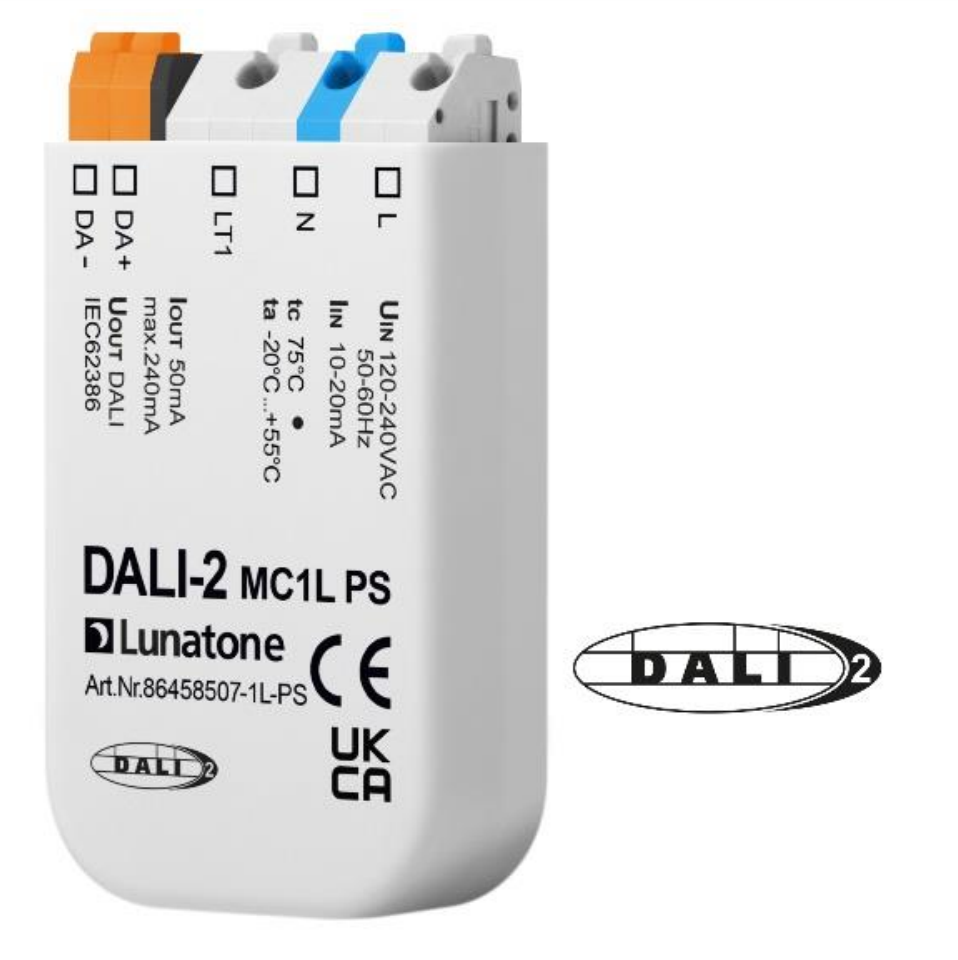 DA -
DA +
LT1
N
L
UIN 120-240VAC
50-60Hz
IIN 10-20mA
tc 75°C ●
ta -20°C...+55°C
IOUT 50mA
max.240mA
UOUT DALI
IEC62386
DALI-2 MC1L PS
Lunatone
CE
Art.Nr.86458507-1L-PS
UK
CA
DALI 2
DALI 2